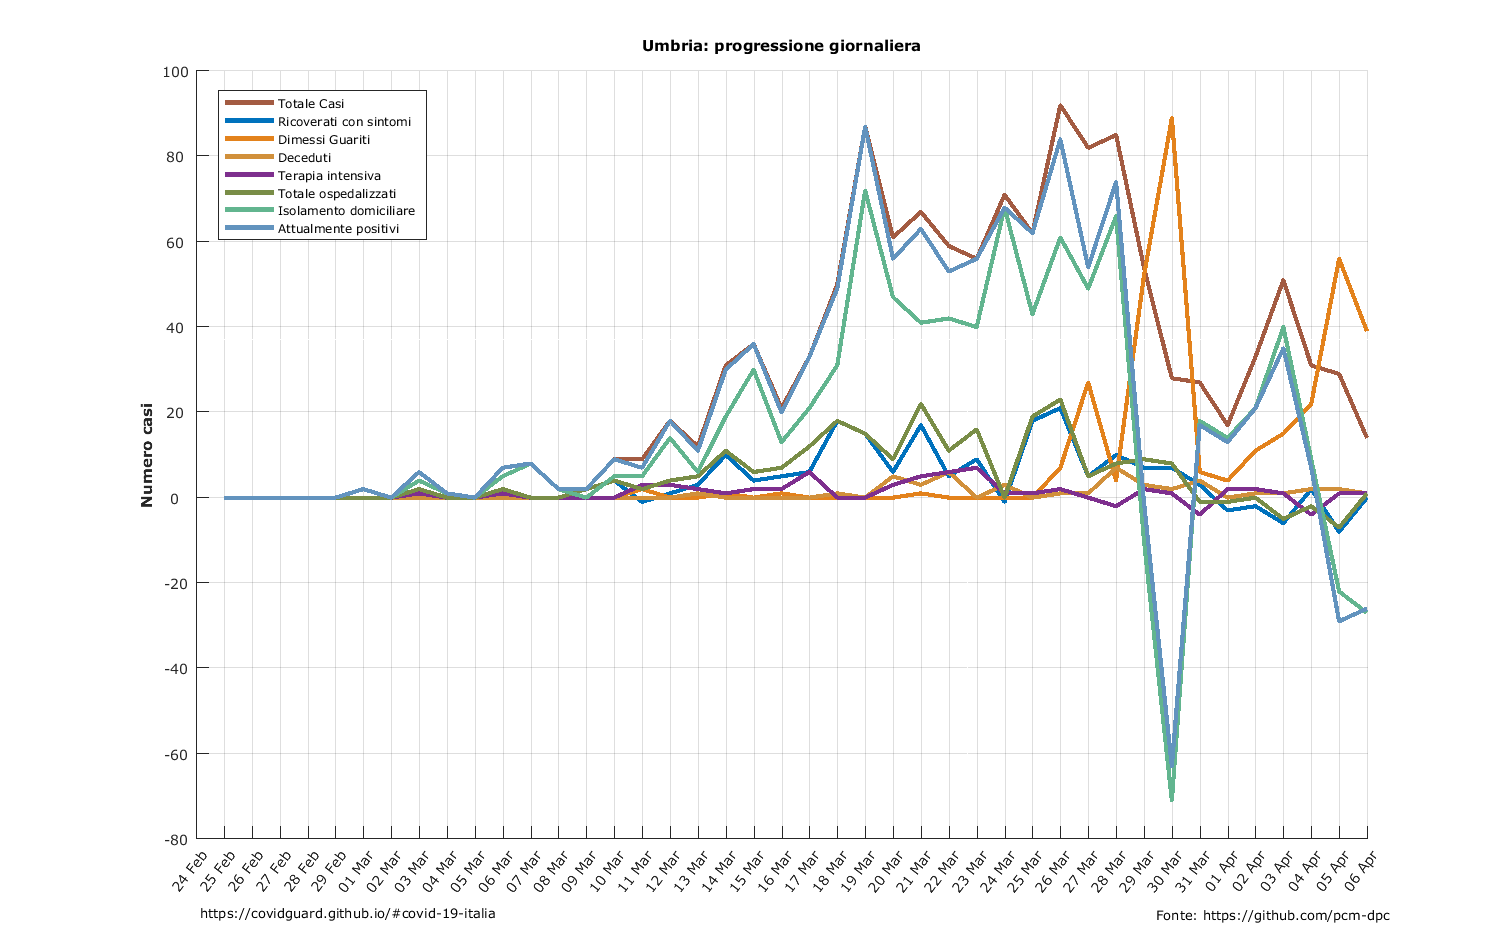 Umbria: progressione giornaliera
100
80
60
40
20
0
-20
-40
-60
-80
Numero casi
Totale Casi
Ricoverati con sintomi
Dimessi Guariti
Deceduti
Terapia intensiva
Totale ospedalizzati
Isolamento domiciliare
Attualmente positivi
24 Feb
25 Feb
26 Feb
27 Feb
28 Feb
29 Feb
01 Mar
02 Mar
03 Mar
04 Mar
05 Mar
06 Mar
07 Mar
08 Mar
09 Mar
10 Mar
11 Mar
12 Mar
13 Mar
14 Mar
15 Mar
16 Mar
17 Mar
18 Mar
19 Mar
20 Mar
21 Mar
22 Mar
23 Mar
24 Mar
25 Mar
26 Mar
27 Mar
28 Mar
29 Mar
30 Mar
31 Mar
01 Apr
02 Apr
03 Apr
04 Apr
05 Apr
06 Apr
https://covidguard.github.io/#covid-19-italia
Fonte: https://github.com/pcm-dpc